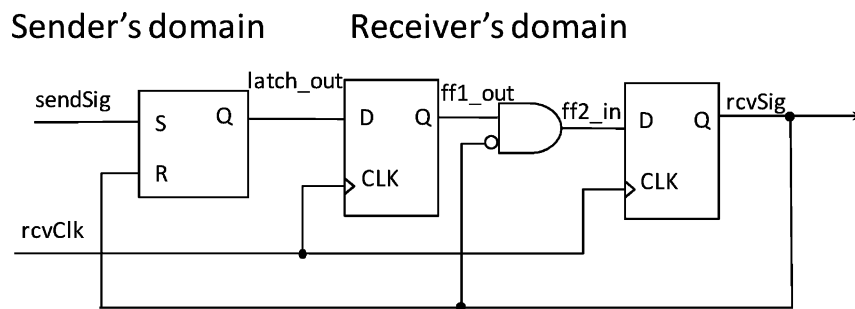 Sender's domain
Receiver's domain
sendSig
S
Q
R
latch_out
D
Q
CLK
ff1_out
ff2_in
D
Q
CLK
rcvSig
rcvClk